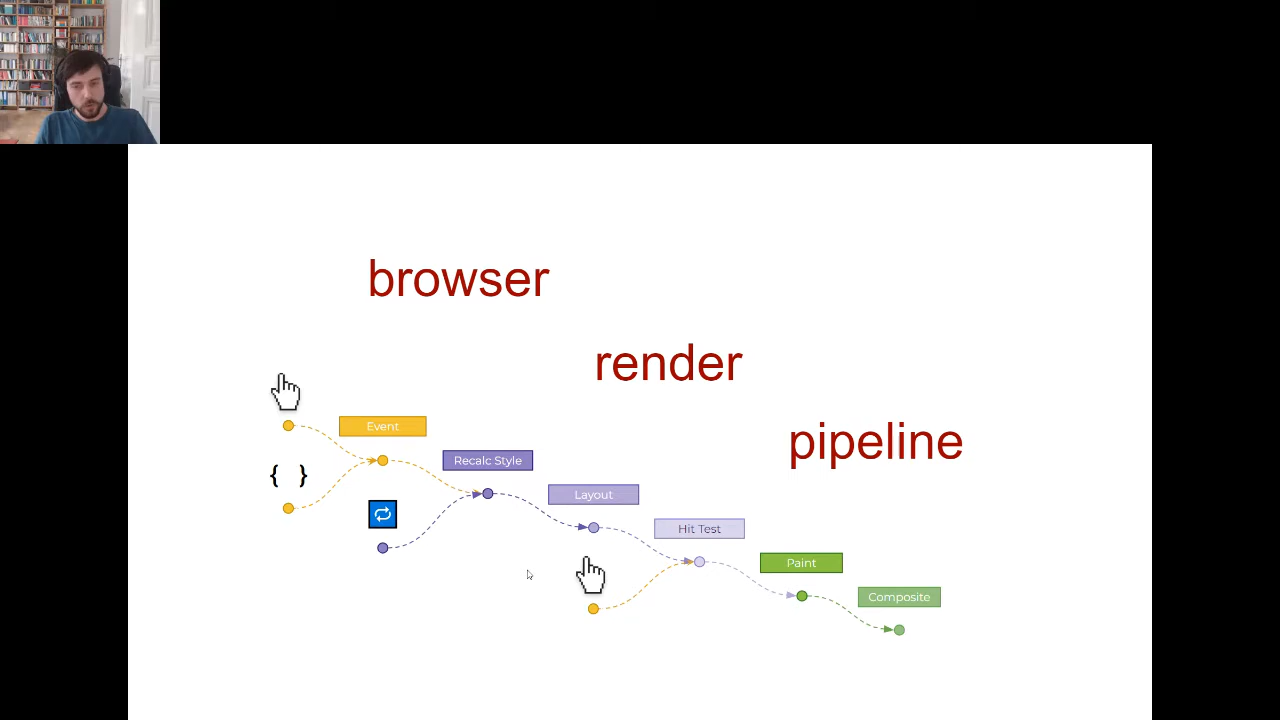 browser
render
pipeline
Event
{ }
Recalc Style
Layout
Hit Test
Paint
Composite